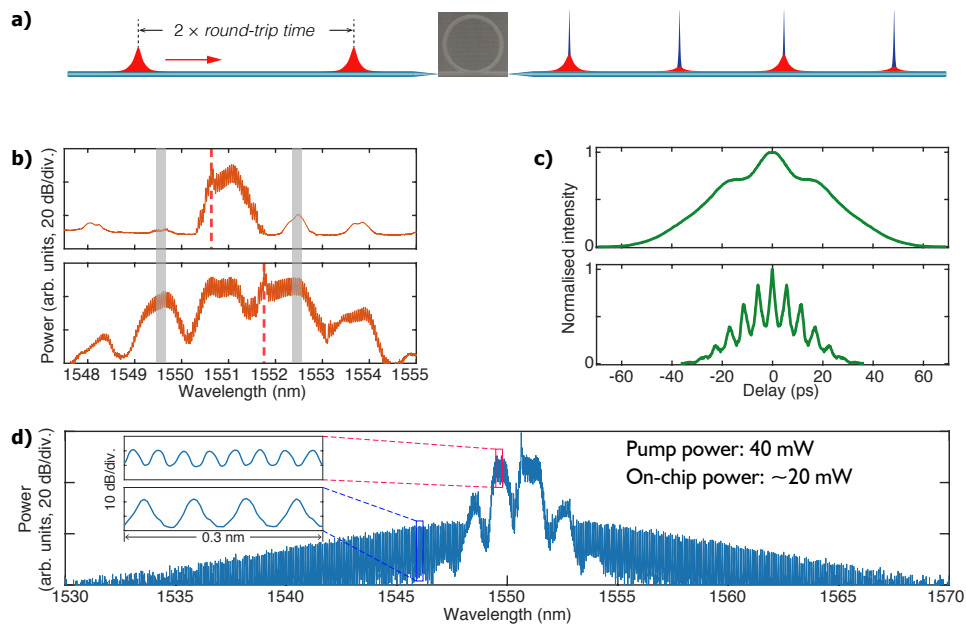 a)
2 × round-trip time
b)
Power (arb. units, 20 dB/div.)
1548 1549 1550 1551 1552 1553 1554 1555
Wavelength (nm)
c)
Normalised intensity
1
0
1
0
-60 -40 -20 0 20 40 60
Delay (ps)
d)
Power
(arb. units, 20 dB/div.)
10 dB/div.
0.3 nm
Pump power: 40 mW
On-chip power: ~20 mW
1530 1535 1540 1545 1550 1555 1560 1565 1570
Wavelength (nm)